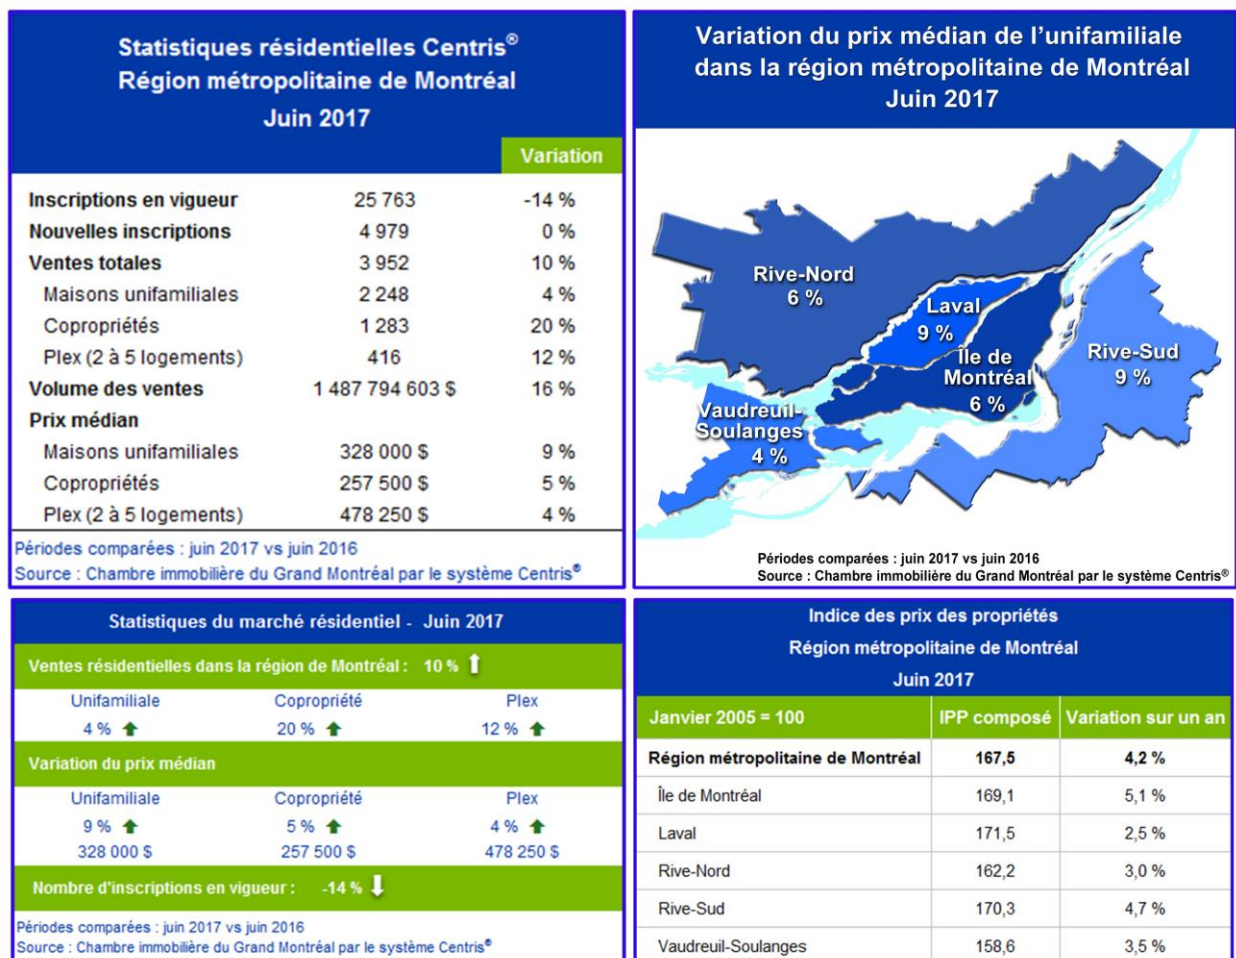 Statistiques résidentielles Centris®
Région métropolitaine de Montréal
Juin 2017
Variation
Inscriptions en vigueur 25 763 -14 %
Nouvelles inscriptions 4 979 0 %
Ventes totales 3 952 10 %
Maisons unifamiliales 2 248 4 %
Copropriétés 1 283 20 %
Plex (2 à 5 logements) 416 12 %
Volume des ventes 1 487 794 603 $ 16 %
Prix médian
Maisons unifamiliales 328 000 $ 9 %
Copropriétés 257 500 $ 5 %
Plex (2 à 5 logements) 478 250 $ 4 %
Périodes comparées : juin 2017 vs juin 2016
Source : Chambre immobilière du Grand Montréal par le système Centris®
Variation du prix médian de l'unifamiliale
dans la région métropolitaine de Montréal
Juin 2017
Rive-Nord
6 %
Laval
9 %
Île de
Montréal
6 %
Rive-Sud
9 %
Vaudreuil-
Soulanges
4 %
Périodes comparées : juin 2017 vs juin 2016
Source : Chambre immobilière du Grand Montréal par le système Centris®
Statistiques du marché résidentiel - Juin 2017
Ventes résidentielles dans la région de Montréal : 10 % ⬆
Unifamiliale Copropriété Plex
4 % ⬆ 20 % ⬆ 12 % ⬆
Variation du prix médian
Unifamiliale Copropriété Plex
9 % ⬆ 5 % ⬆ 4 % ⬆
328 000 $ 257 500 $ 478 250 $
Nombre d'inscriptions en vigueur : -14 % ⬇
Périodes comparées : juin 2017 vs juin 2016
Source : Chambre immobilière du Grand Montréal par le système Centris®
Indice des prix des propriétés
Région métropolitaine de Montréal
Juin 2017
Janvier 2005 = 100 IPP composé Variation sur un an
Région métropolitaine de Montréal 167,5 4,2 %
Île de Montréal 169,1 5,1 %
Laval 171,5 2,5 %
Rive-Nord 162,2 3,0 %
Rive-Sud 170,3 4,7 %
Vaudreuil-Soulanges 158,6 3,5 %